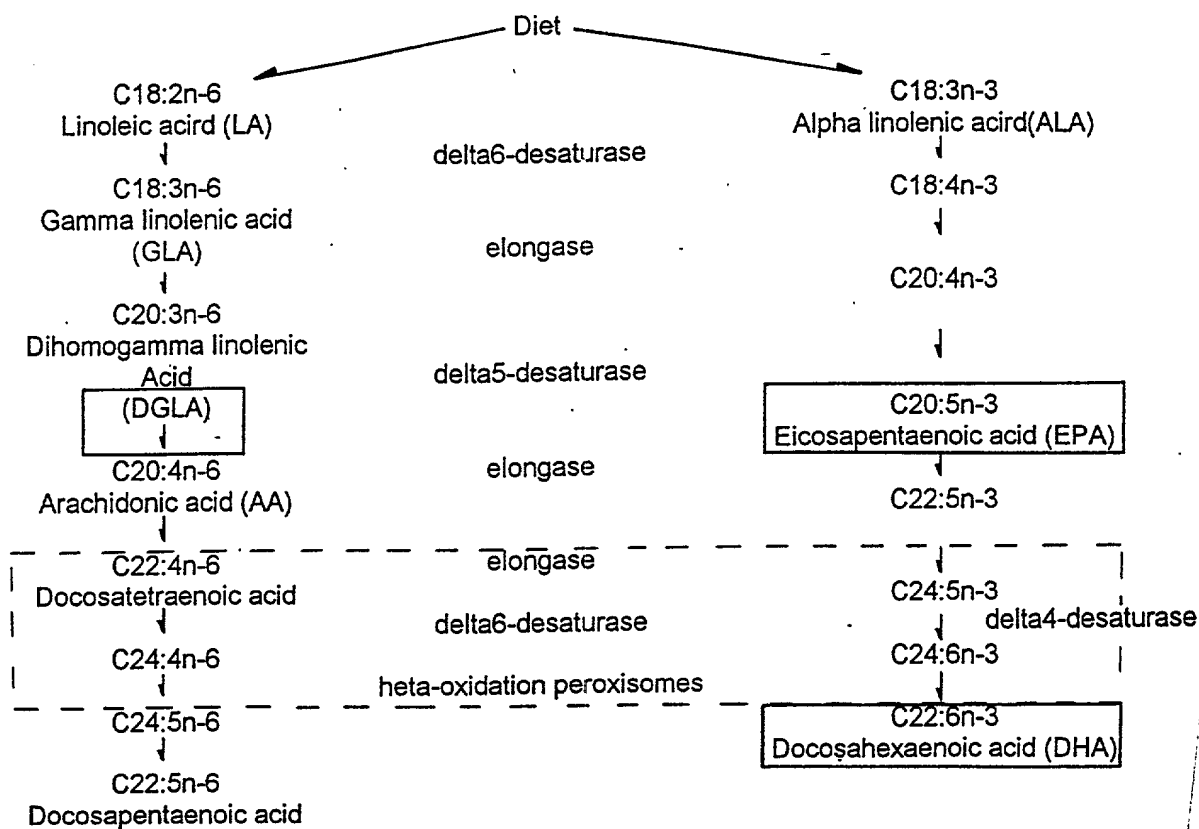 Diet
C18:2n-6
Linoleic acird (LA)
C18:3n-6
Gamma linolenic acid
(GLA)
C20:3n-6
Dihomogamma linolenic
Acid
(DGLA)
C20:4n-6
Arachidonic acid (AA)
C22:4n-6
Docosatetraenoic acid
C24:4n-6
C24:5n-6
C22:5n-6
Docosapentaenoic acid
delta6-desaturase
elongase
delta5-desaturase
elongase
elongase
delta6-desaturase
heta-oxidation peroxisomes
C18:3n-3
Alpha linolenic acird(ALA)
C18:4n-3
C20:4n-3
C20:5n-3
Eicosapentaenoic acid (EPA)
C22:5n-3
C24:5n-3
delta4-desaturase
C24:6n-3
C22:6n-3
Docosahexaenoic acid (DHA)